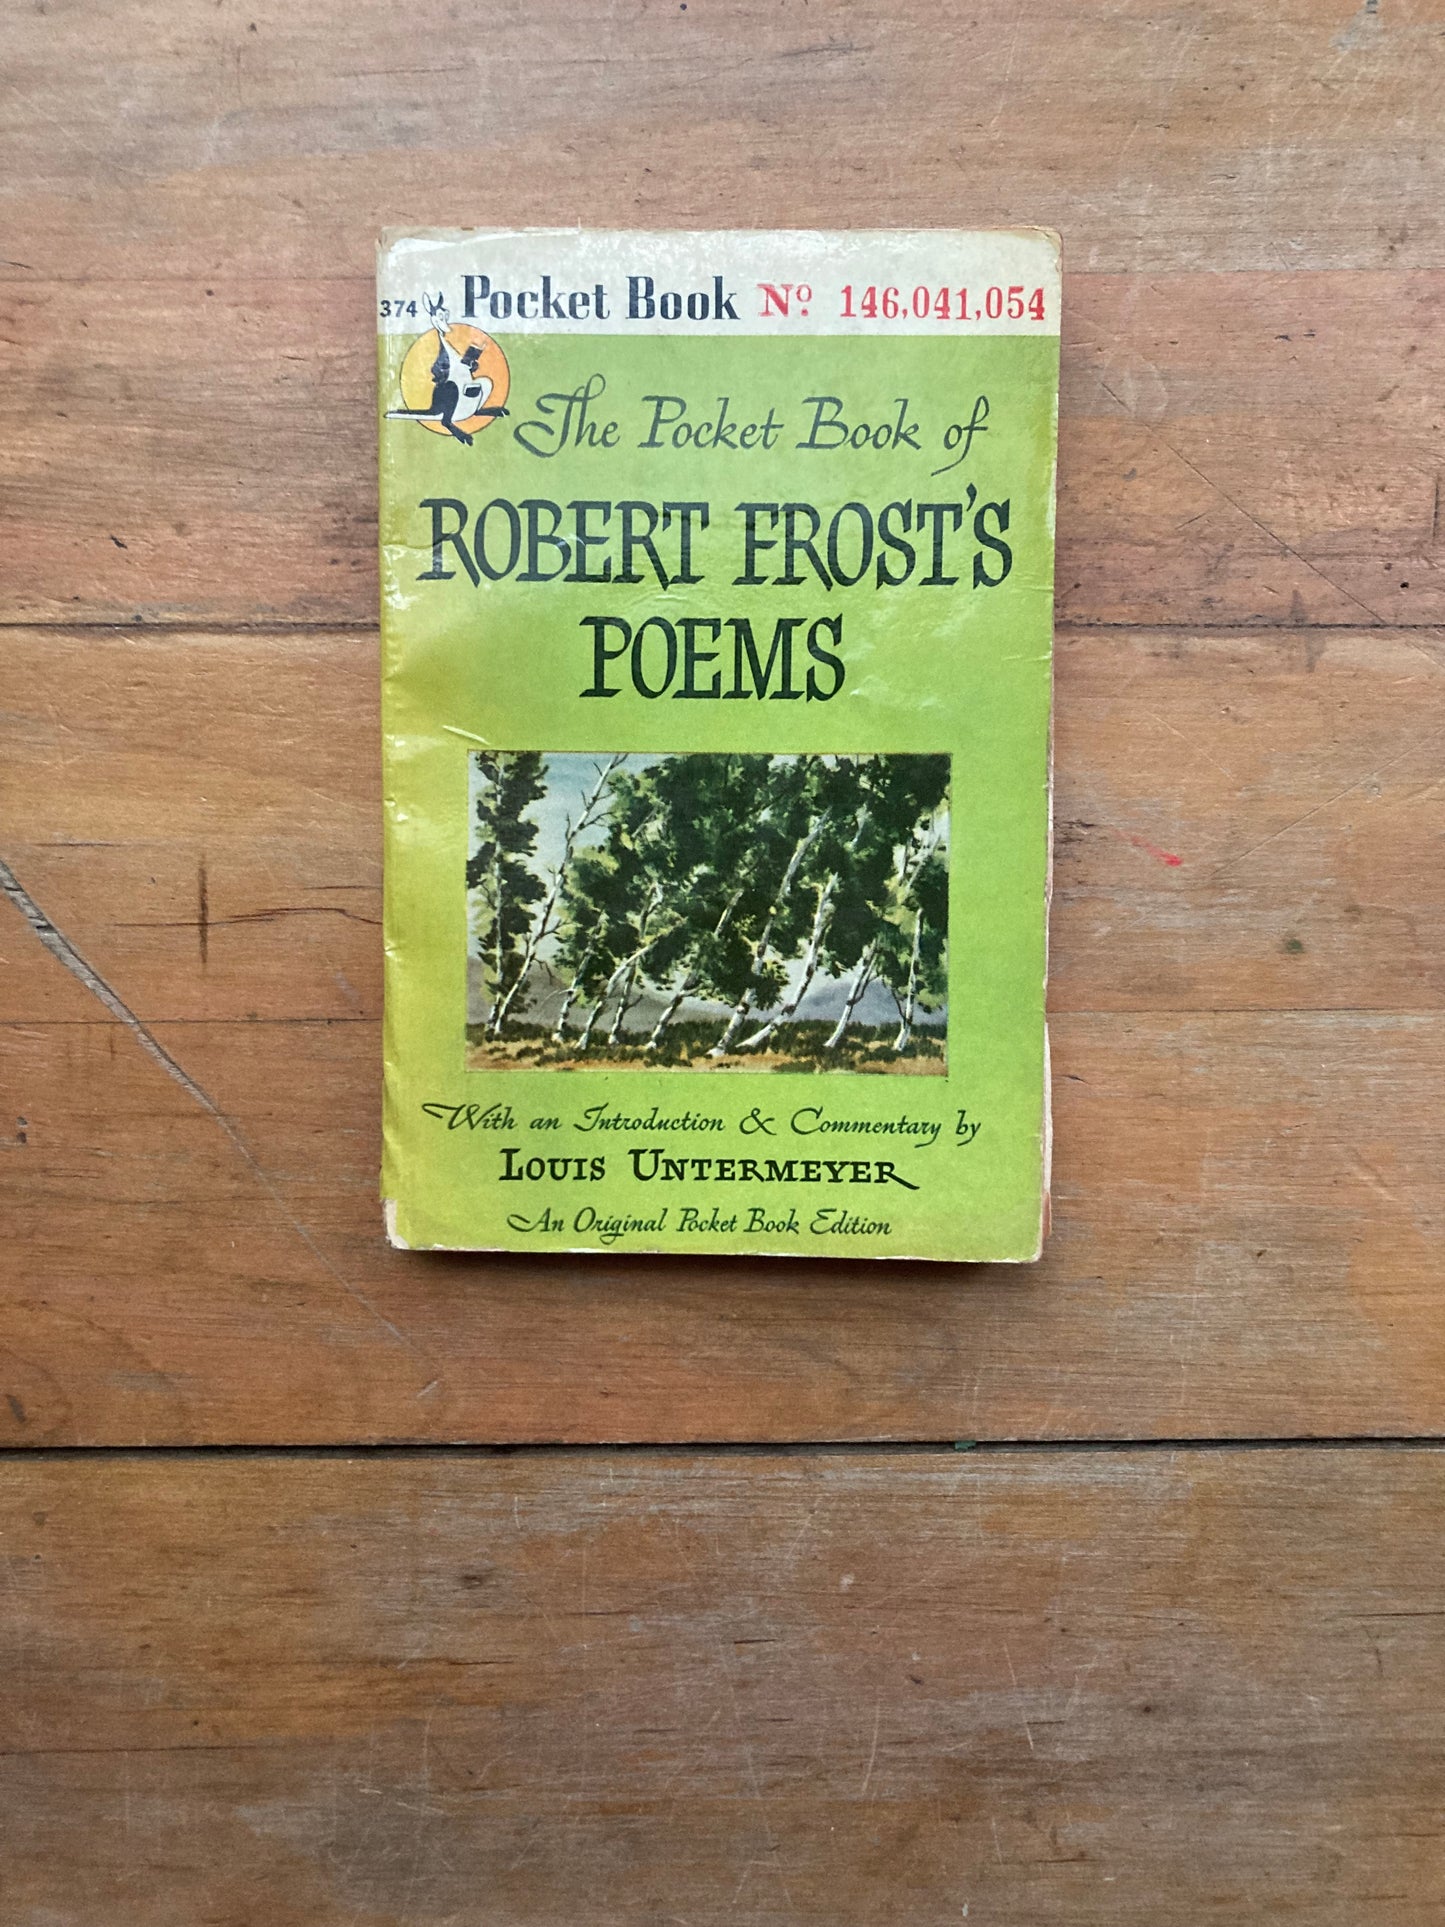 374 Pocket Book Nº 146,041,054
The Pocket Book of
ROBERT FROST'S
POEMS
With an Introduction & Commentary by
LOUIS UNTERMEYER
An Original Pocket Book Edition